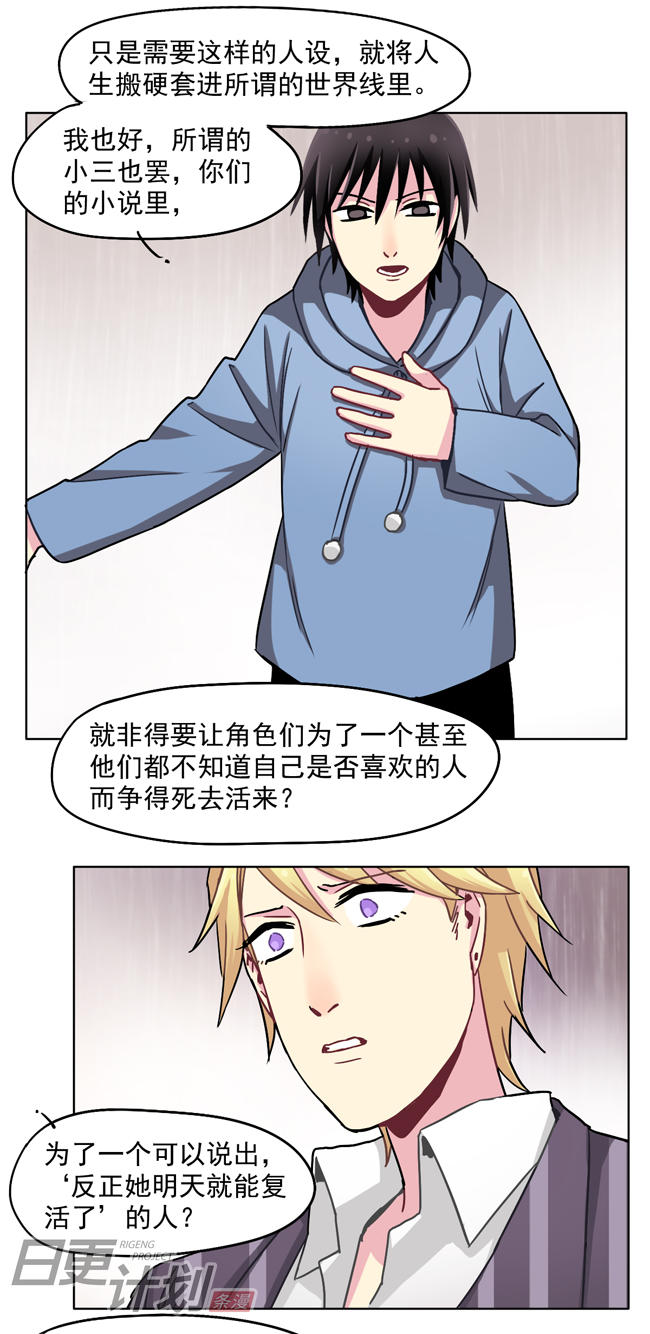 只是需要这样的人设，就将人
生搬硬套进所谓的世界线里。
我也好，所谓的
小三也罢，你们
的小说里，
就非得要让角色们为了一个甚至
他们都不知道自己是否喜欢的人
而争得死去活来？
为了一个可以说出，
‘反正她明天就能复
活了’的人？
日更
RIGENG
PROJECT
计划
条漫